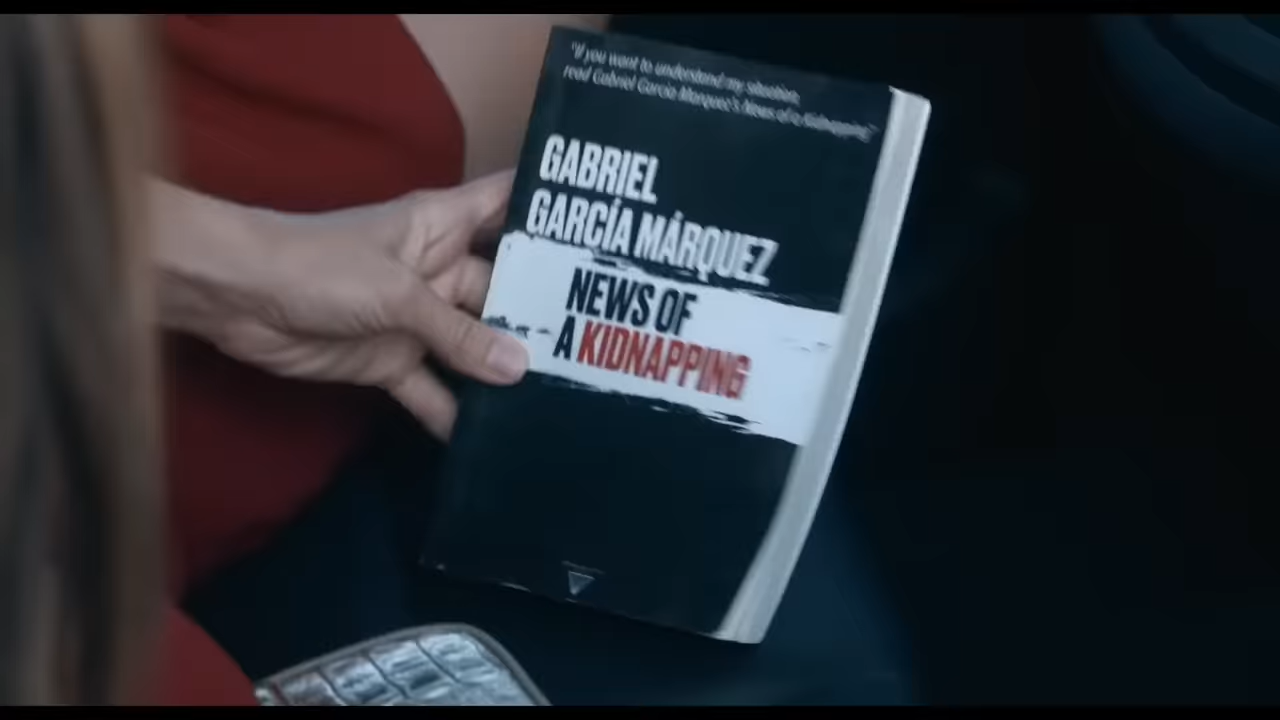 "If you want to understand my situation,
read Gabriel García Márquez's News of a Kidnapping."
GABRIEL
GARCÍA MÁRQUEZ
NEWS OF
A KIDNAPPING